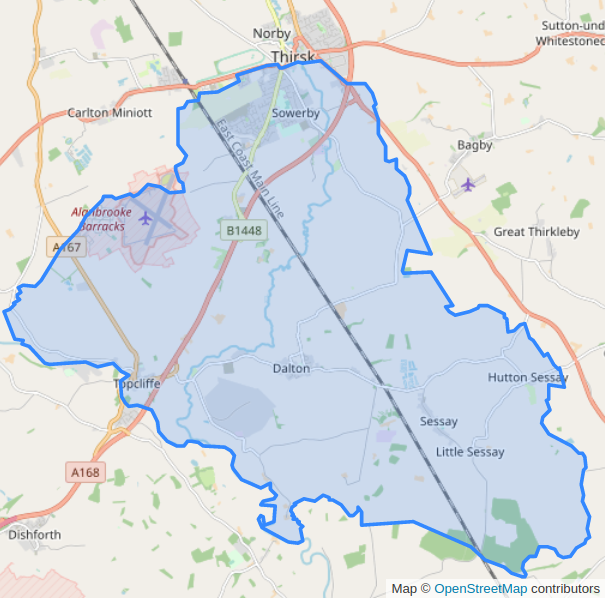 Norby
Thirsk
Sutton-und
Whitestoned
Carlton Miniott
Sowerby
East Coast Main Line
Bagby
Alanbrooke
Barracks
B1448
Great Thirkleby
A167
Dalton
Topcliffe
Hutton Sessay
Sessay
Little Sessay
A168
Dishforth
Map © OpenStreetMap contributors